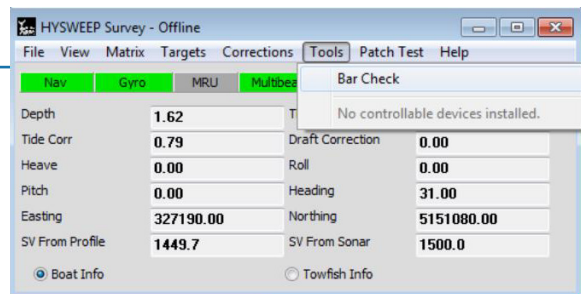 HYSWEEP Survey - Offline
File View Matrix Targets Corrections Tools Patch Test Help
Nav Gyro MRU
Bar Check
No controllable devices installed.
Depth 1.62
Tide Corr 0.79 Draft Correction 0.00
Heave 0.00 Roll 0.00
Pitch 0.00 Heading 31.00
Easting 327190.00 Northing 5151080.00
SV From Profile 1449.7 SV From Sonar 1500.0
Boat Info Towfish Info